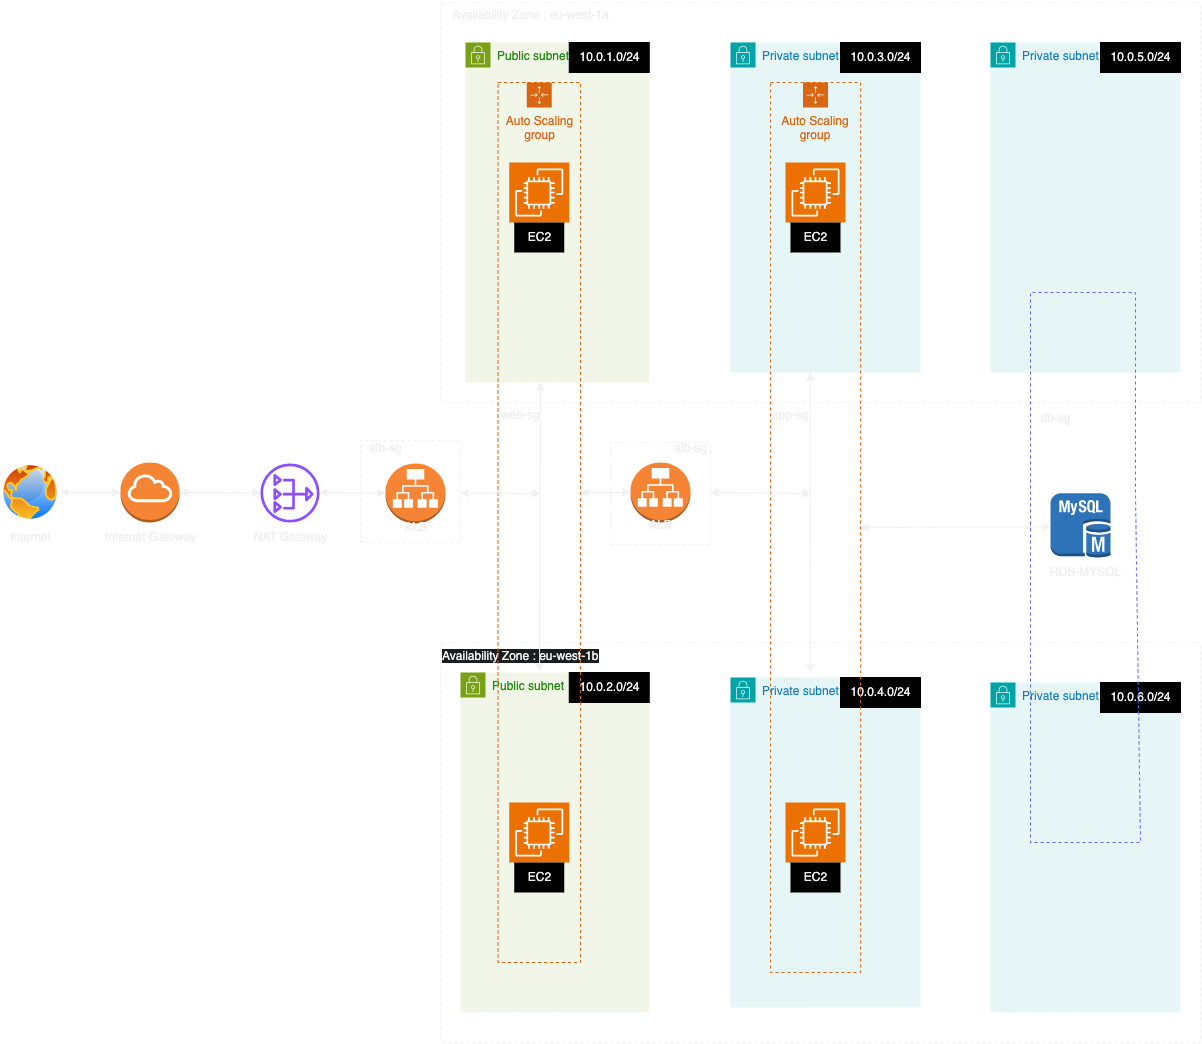 Availability Zone : eu-west-1a
Public subnet
10.0.1.0/24
Private subnet
10.0.3.0/24
Private subnet
10.0.5.0/24
Auto Scaling
group
Auto Scaling
group
EC2
EC2
web-sg
app-sg
db-sg
alb-sg
alb-sg
MySQL
M
ALB
ALB
Internet
Internet Gateway
NAT Gateway
RDS-MYSQL
Availability Zone : eu-west-1b
Public subnet
10.0.2.0/24
Private subnet
10.0.4.0/24
Private subnet
10.0.6.0/24
EC2
EC2